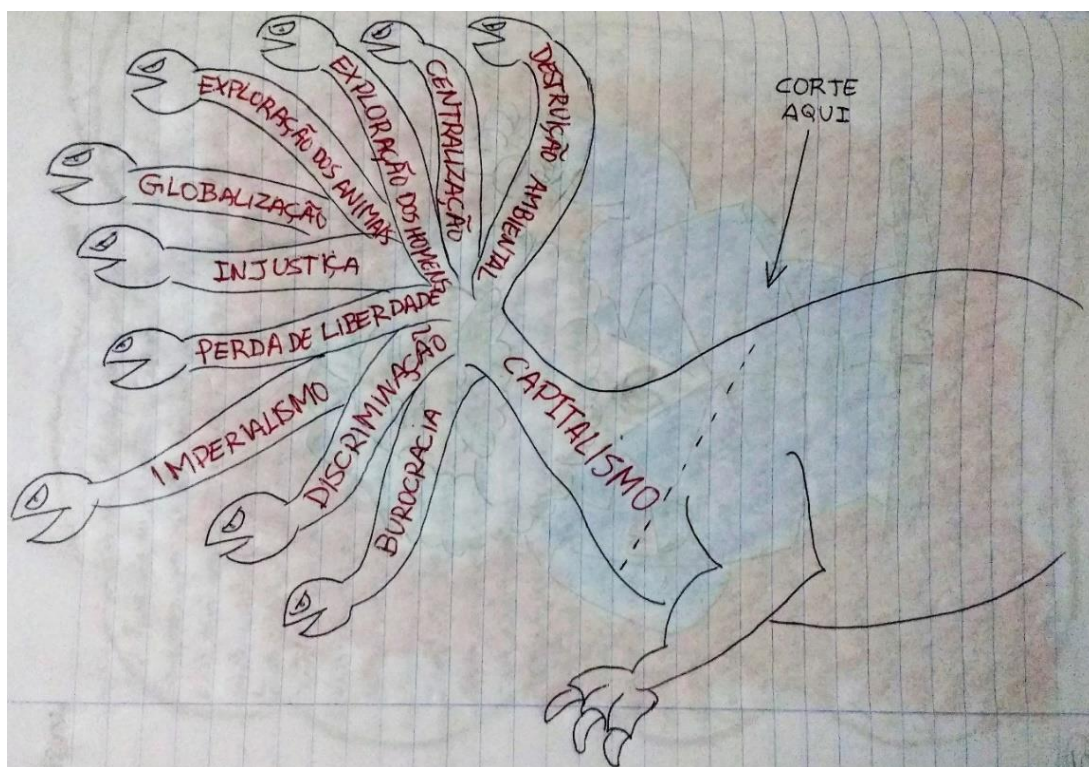 DESTRUIÇÃO AMBIENTAL
CENTRALIZAÇÃO
EXPLORAÇÃO DOS HOMENS
EXPLORAÇÃO DOS ANIMAIS
GLOBALIZAÇÃO
INJUSTIÇA
PERDA DE LIBERDADE
IMPERIALISMO
DISCRIMINAÇÃO
BUROCRACIA
CAPITALISMO
CORTE
AQUI